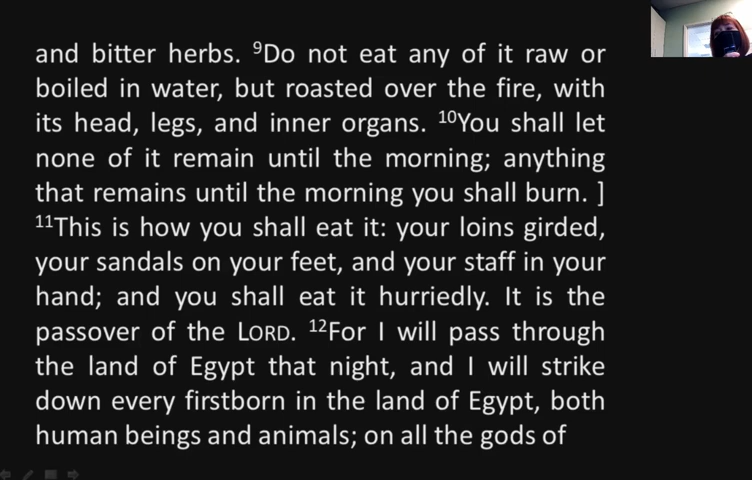 and bitter herbs. ⁹Do not eat any of it raw or
boiled in water, but roasted over the fire, with
its head, legs, and inner organs. ¹⁰You shall let
none of it remain until the morning; anything
that remains until the morning you shall burn. ]
¹¹This is how you shall eat it: your loins girded,
your sandals on your feet, and your staff in your
hand; and you shall eat it hurriedly. It is the
passover of the LORD. ¹²For I will pass through
the land of Egypt that night, and I will strike
down every firstborn in the land of Egypt, both
human beings and animals; on all the gods of